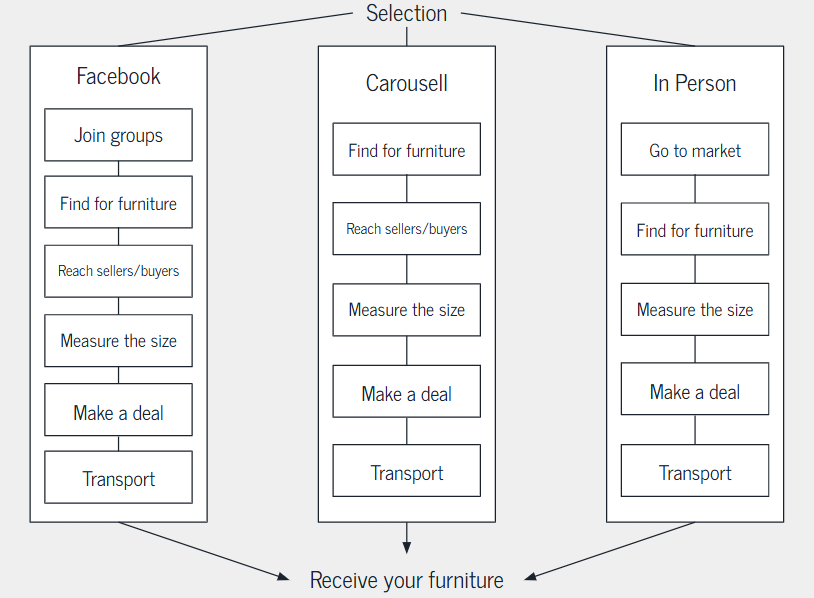 Selection
Facebook
Join groups
Find for furniture
Reach sellers/buyers
Measure the size
Make a deal
Transport
Carousell
Find for furniture
Reach sellers/buyers
Measure the size
Make a deal
Transport
In Person
Go to market
Find for furniture
Measure the size
Make a deal
Transport
Receive your furniture